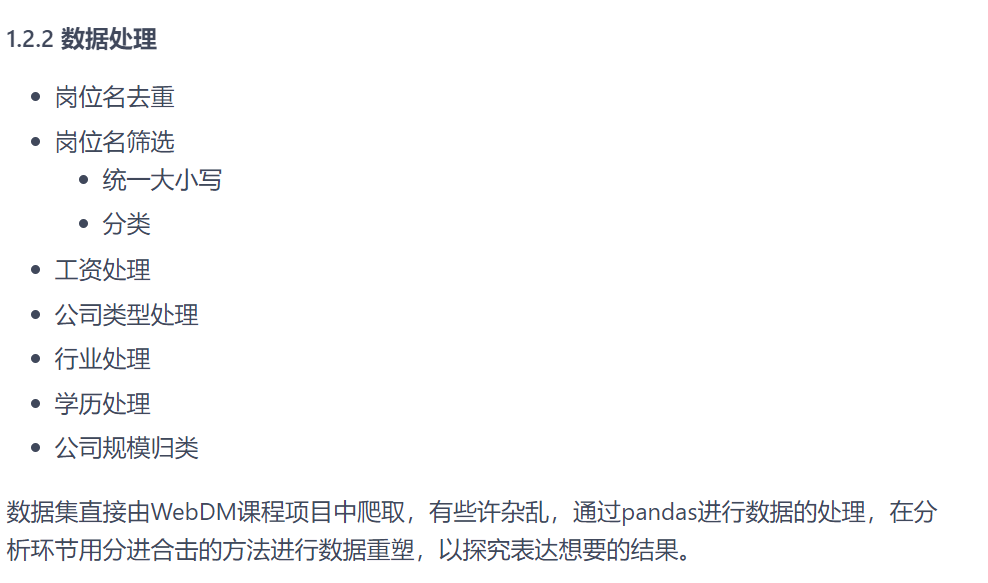 1.2.2 数据处理
岗位名去重
岗位名筛选
统一大小写
分类
工资处理
公司类型处理
行业处理
学历处理
公司规模归类
数据集直接由WebDM课程项目中爬取，有些许杂乱，通过pandas进行数据的处理，在分
析环节用分进合击的方法进行数据重塑，以探究表达想要的结果。